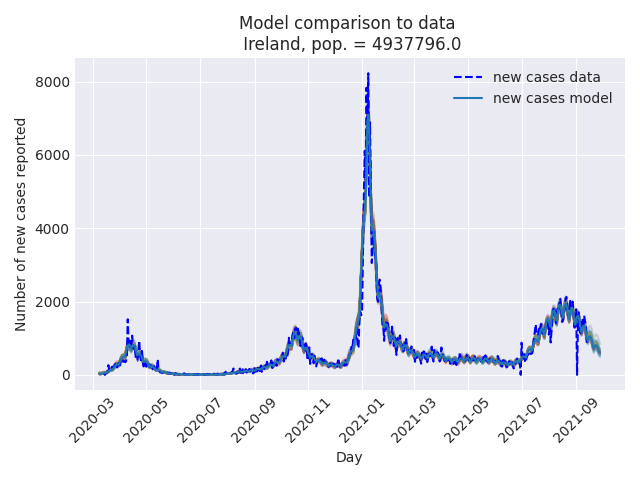 Model comparison to data
Ireland, pop. = 4937796.0
new cases data
new cases model
Number of new cases reported
8000
6000
4000
2000
0
2020-03
2020-05
2020-07
2020-09
2020-11
2021-01
2021-03
2021-05
2021-07
2021-09
Day